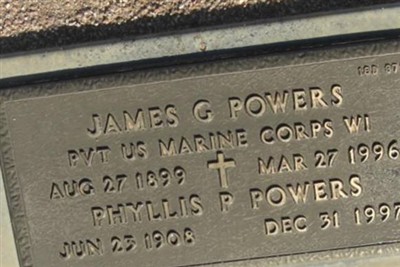 JAMES G POWERS
PVT US MARINE CORPS WWI
AUG 27 1899 MAR 27 1996
PHYLLIS P POWERS
JUN 23 1908 DEC 31 1997